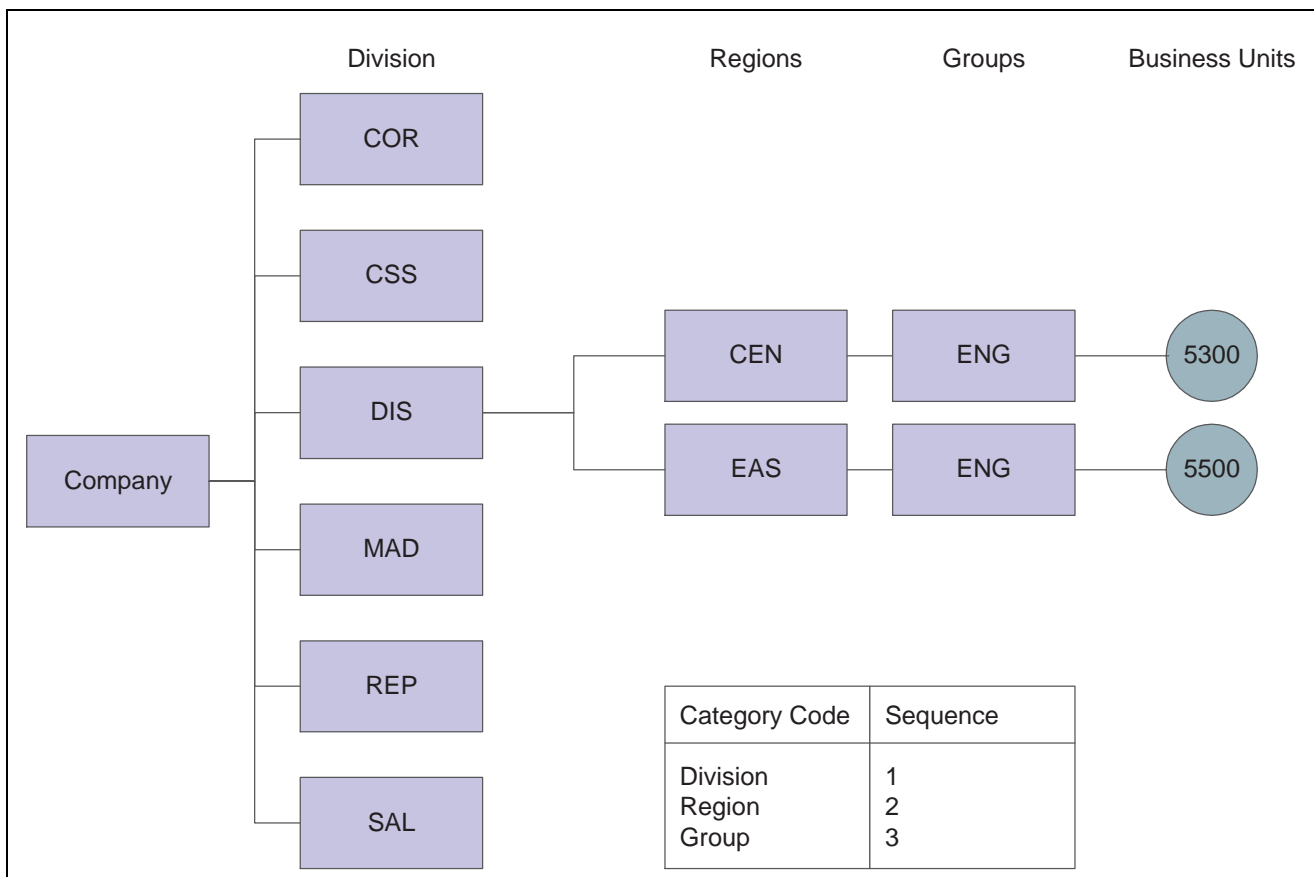 Division Regions Groups Business Units
COR
CSS
CEN ENG 5300
DIS
EAS ENG 5500
Company
MAD
REP
SAL
Category Code Sequence
Division 1
Region 2
Group 3